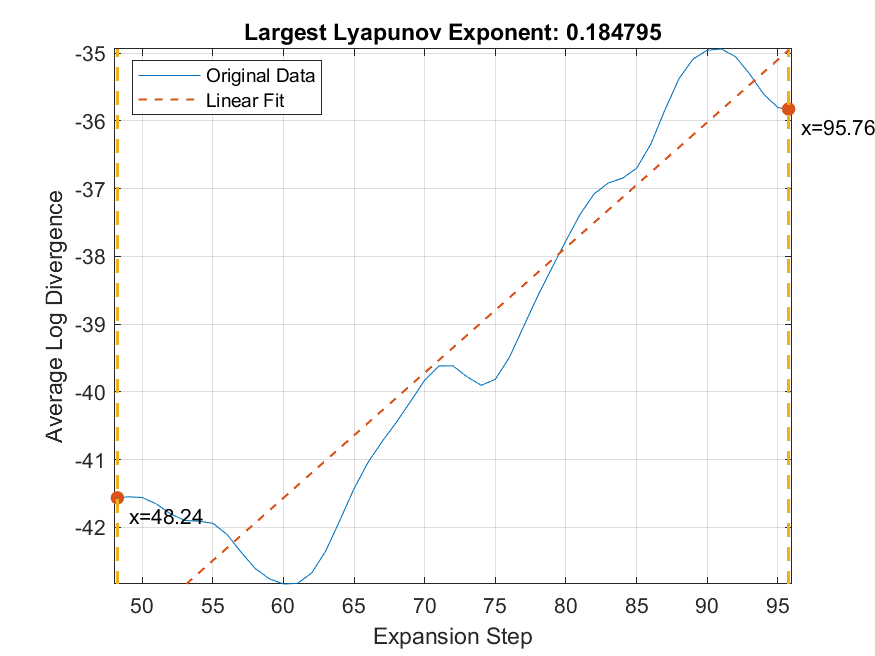 Largest Lyapunov Exponent: 0.184795
Original Data
Linear Fit
-35
-36
-37
-38
-39
-40
-41
-42
Average Log Divergence
x=95.76
x=48.24
50 55 60 65 70 75 80 85 90 95
Expansion Step